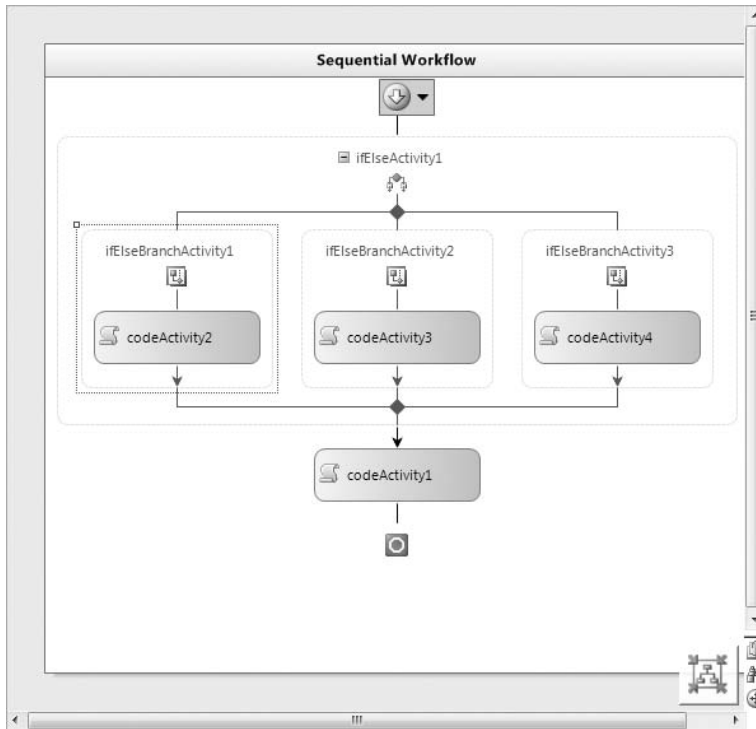 Sequential Workflow
ifElseActivity1
ifElseBranchActivity1
ifElseBranchActivity2
ifElseBranchActivity3
codeActivity2
codeActivity3
codeActivity4
codeActivity1